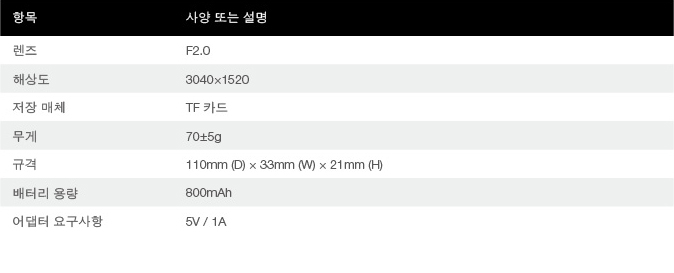 항목 사양 또는 설명
렌즈 F2.0
해상도 3040×1520
저장 매체 TF 카드
무게 70±5g
규격 110mm (D) × 33mm (W) × 21mm (H)
배터리 용량 800mAh
어댑터 요구사항 5V / 1A